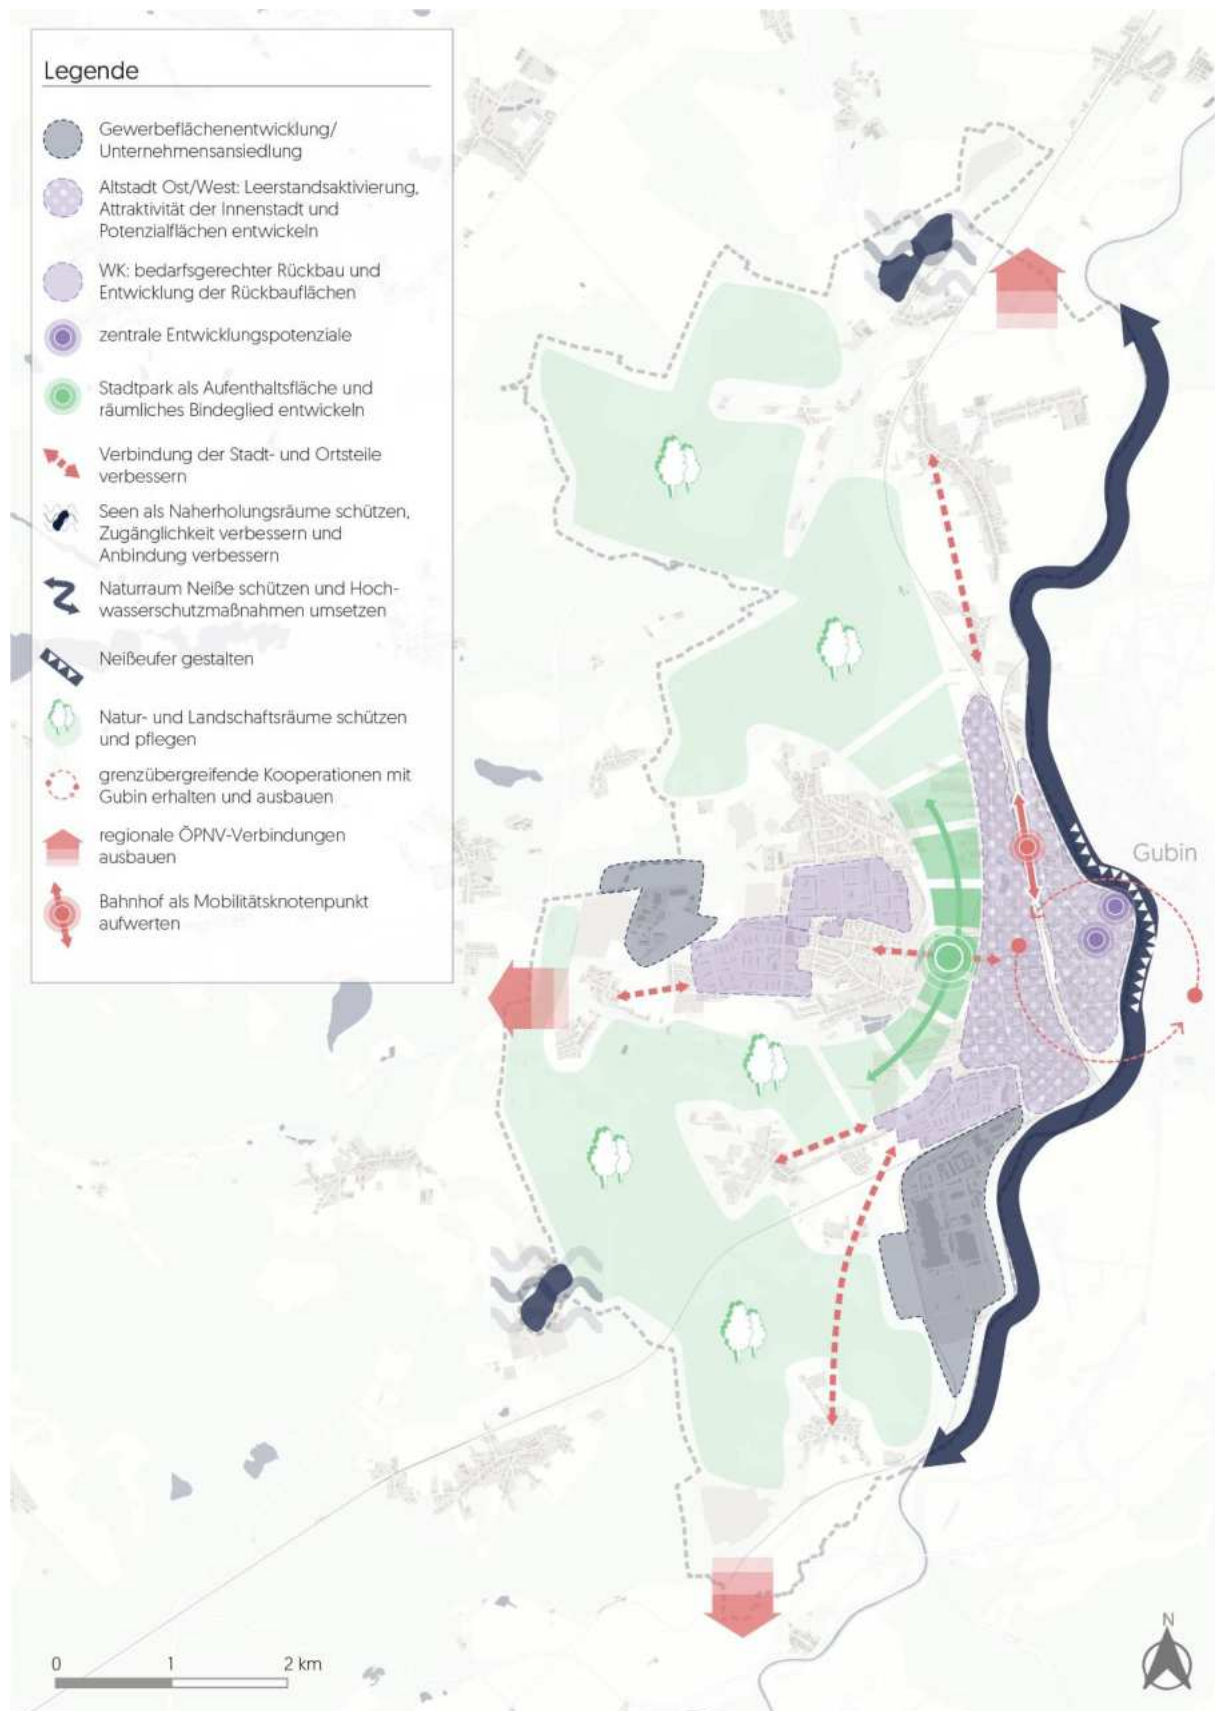 Legende
Gewerbeflächenentwicklung/
Unternehmensansiedlung
Altstadt Ost/West: Leerstandsaktivierung,
Attraktivität der Innenstadt und
Potenzialflächen entwickeln
WK: bedarfsgerechter Rückbau und
Entwicklung der Rückbauflächen
zentrale Entwicklungspotenziale
Stadtpark als Aufenthaltsfläche und
räumliches Bindeglied entwickeln
Verbindung der Stadt- und Ortsteile
verbessern
Seen als Naherholungsräume schützen,
Zugänglichkeit verbessern und
Anbindung verbessern
Naturraum Neiße schützen und Hoch-
wasserschutzmaßnahmen umsetzen
Neißeufer gestalten
Natur- und Landschaftsräume schützen
und pflegen
grenzübergreifende Kooperationen mit
Gubin erhalten und ausbauen
regionale ÖPNV-Verbindungen
ausbauen
Bahnhof als Mobilitätsknotenpunkt
aufwerten
Gubin
0 1 2 km
N